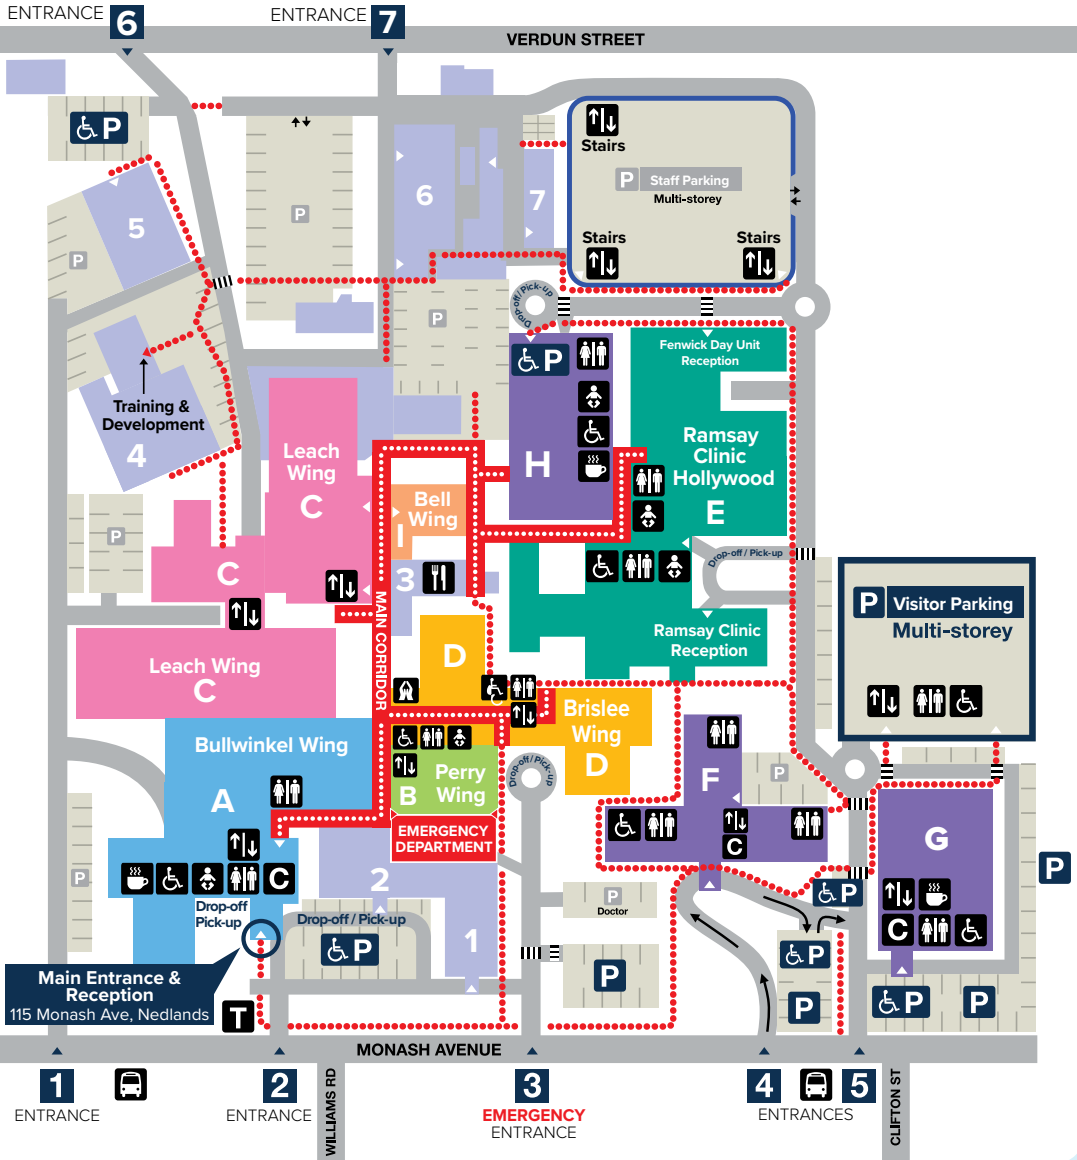 ENTRANCE 6
ENTRANCE 7
VERDUN STREET
P
Stairs
P Staff Parking
Multi-storey
Stairs
Stairs
5
6
7
P
P
P
Drop-off / Pick-up
P
Fenwick Day Unit
Reception
Training &
Development
4
Leach
Wing
C
H
Ramsay
Clinic
Hollywood
E
Bell
Wing
I
P
C
3
Drop-off / Pick-up
MAIN CORRIDOR
P Visitor Parking
Multi-storey
D
Ramsay Clinic
Reception
Leach Wing
C
Brislee
Wing
D
Bullwinkel Wing
A
Perry
Wing
B
Drop-off / Pick-up
F
P
C
G
EMERGENCY
DEPARTMENT
P
C
2
Drop-off
Pick-up
Drop-off / Pick-up
P
1
P
Doctor
P
P
P
P
C
P
P
P
P
Main Entrance &
Reception
115 Monash Ave, Nedlands
T
MONASH AVENUE
1
ENTRANCE
2
ENTRANCE
WILLIAMS RD
3
EMERGENCY
ENTRANCE
4
5
ENTRANCES
CLIFTON ST